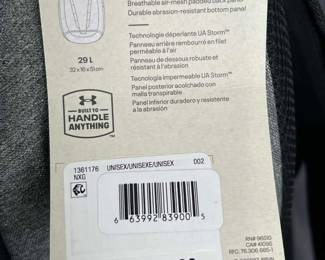 Breathable air-mesh padded back panel
Durable abrasion-resistant bottom panel
Technologie déperlante UA Storm™
Panneau arrière rembourré en filet
perméable à l'air
Panneau de dessous robuste et
résistant à l'abrasion
29 L
32 x 16 x 51 cm
Tecnología impermeable UA Storm™
Panel posterior acolchado con
malla transpirable
Panel inferior duradero y resistente
a la abrasión
BUILT TO
HANDLE
ANYTHING™
1361176 UNISEX/UNISEXE/UNISEX 002
NXG
6 63992 83900 5
RN# 96510
CA# 41096